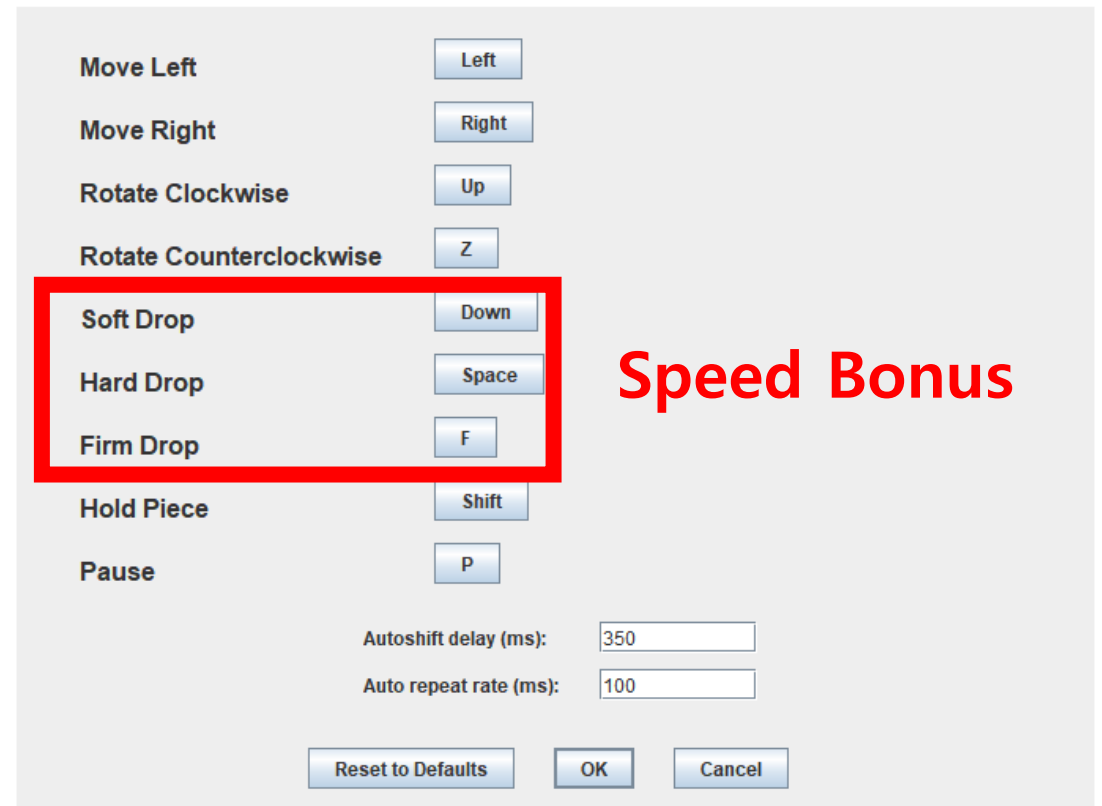 Move Left Left
Move Right Right
Rotate Clockwise Up
Rotate Counterclockwise Z
Soft Drop Down
Hard Drop Space
Speed Bonus
Firm Drop F
Hold Piece Shift
Pause P
Autoshift delay (ms): 350
Auto repeat rate (ms): 100
Reset to Defaults OK Cancel